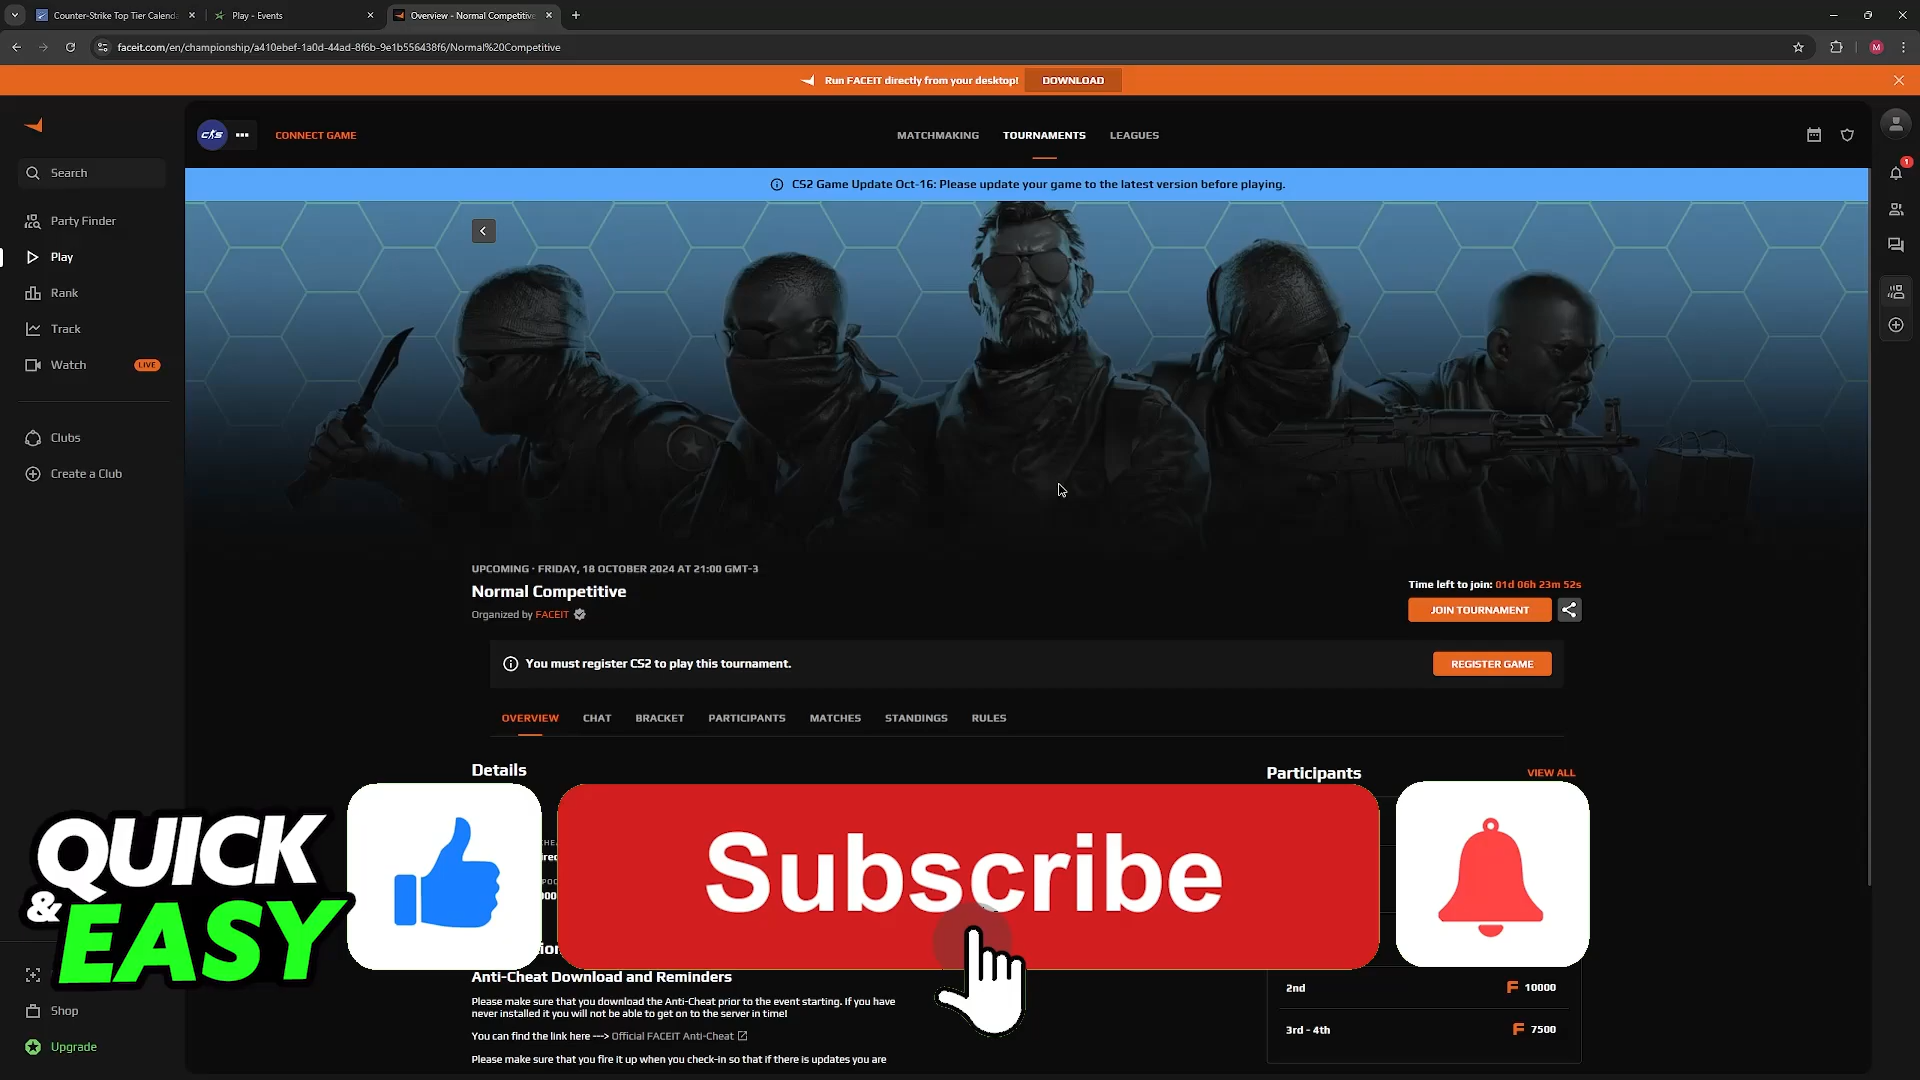 Counter-Strike Top Tier Calenda
Play - Events
Overview - Normal Competitive
faceit.com/en/championship/a410ebef-1a0d-44ad-8f6b-9e1b556438f6/Normal%20Competitive
M
Run FACEIT directly from your desktop!
DOWNLOAD
CONNECT GAME
MATCHMAKING
TOURNAMENTS
LEAGUES
Search
1
CS2 Game Update Oct-16: Please update your game to the latest version before playing.
Party Finder
Play
Rank
Track
Watch
LIVE
Clubs
Create a Club
UPCOMING · FRIDAY, 18 OCTOBER 2024 AT 21:00 GMT-3
Normal Competitive
Organized by FACEIT
Time left to join: 01d 06h 23m 52s
JOIN TOURNAMENT
You must register CS2 to play this tournament.
REGISTER GAME
OVERVIEW
CHAT
BRACKET
PARTICIPANTS
MATCHES
STANDINGS
RULES
Details
Participants
VIEW ALL
QUICK
& EASY
Subscribe
Anti-Cheat Download and Reminders
Please make sure that you download the Anti-Cheat prior to the event starting. If you have
never installed it you will not be able to get on to the server in time!
You can find the link here ---> Official FACEIT Anti-Cheat
Please make sure that you fire it up when you check-in so that if there is updates you are
2nd
10000
3rd - 4th
7500
Shop
Upgrade